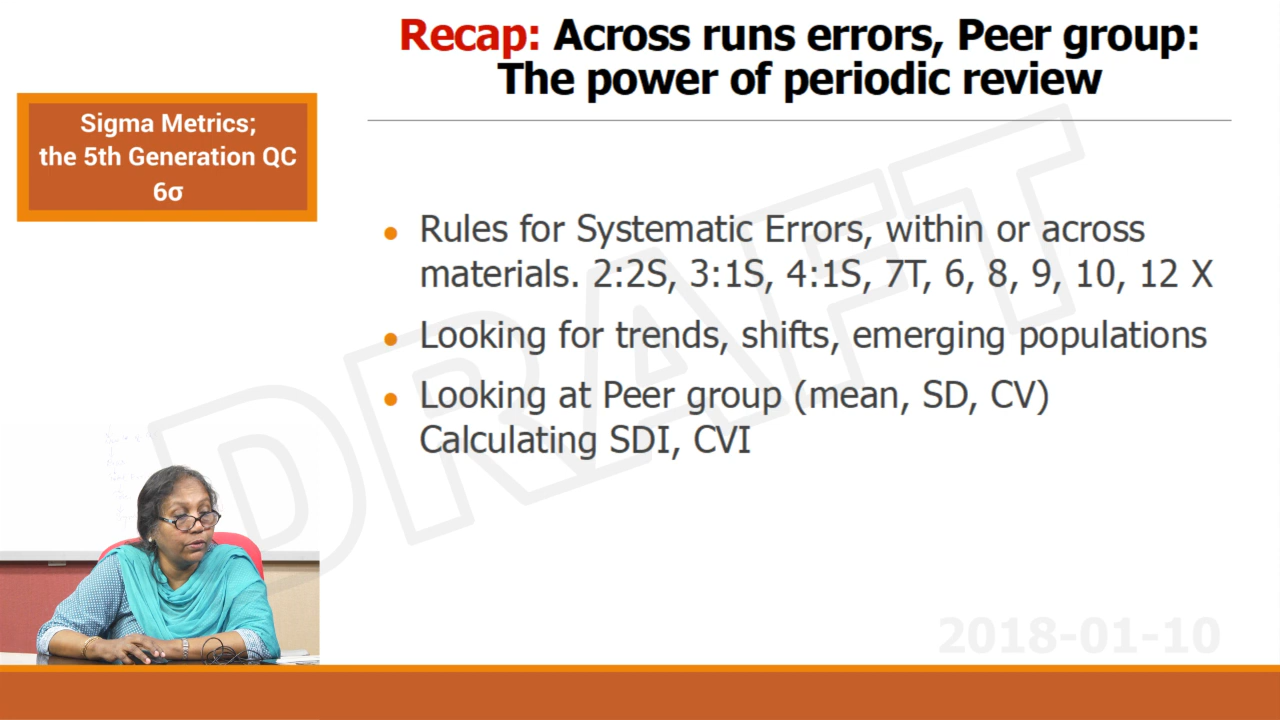 Recap: Across runs errors, Peer group:
The power of periodic review
Sigma Metrics;
the 5th Generation QC
6σ
● Rules for Systematic Errors, within or across
materials. 2:2S, 3:1S, 4:1S, 7T, 6, 8, 9, 10, 12 X
● Looking for trends, shifts, emerging populations
● Looking at Peer group (mean, SD, CV)
Calculating SDI, CVI
DRAFT
2018-01-10